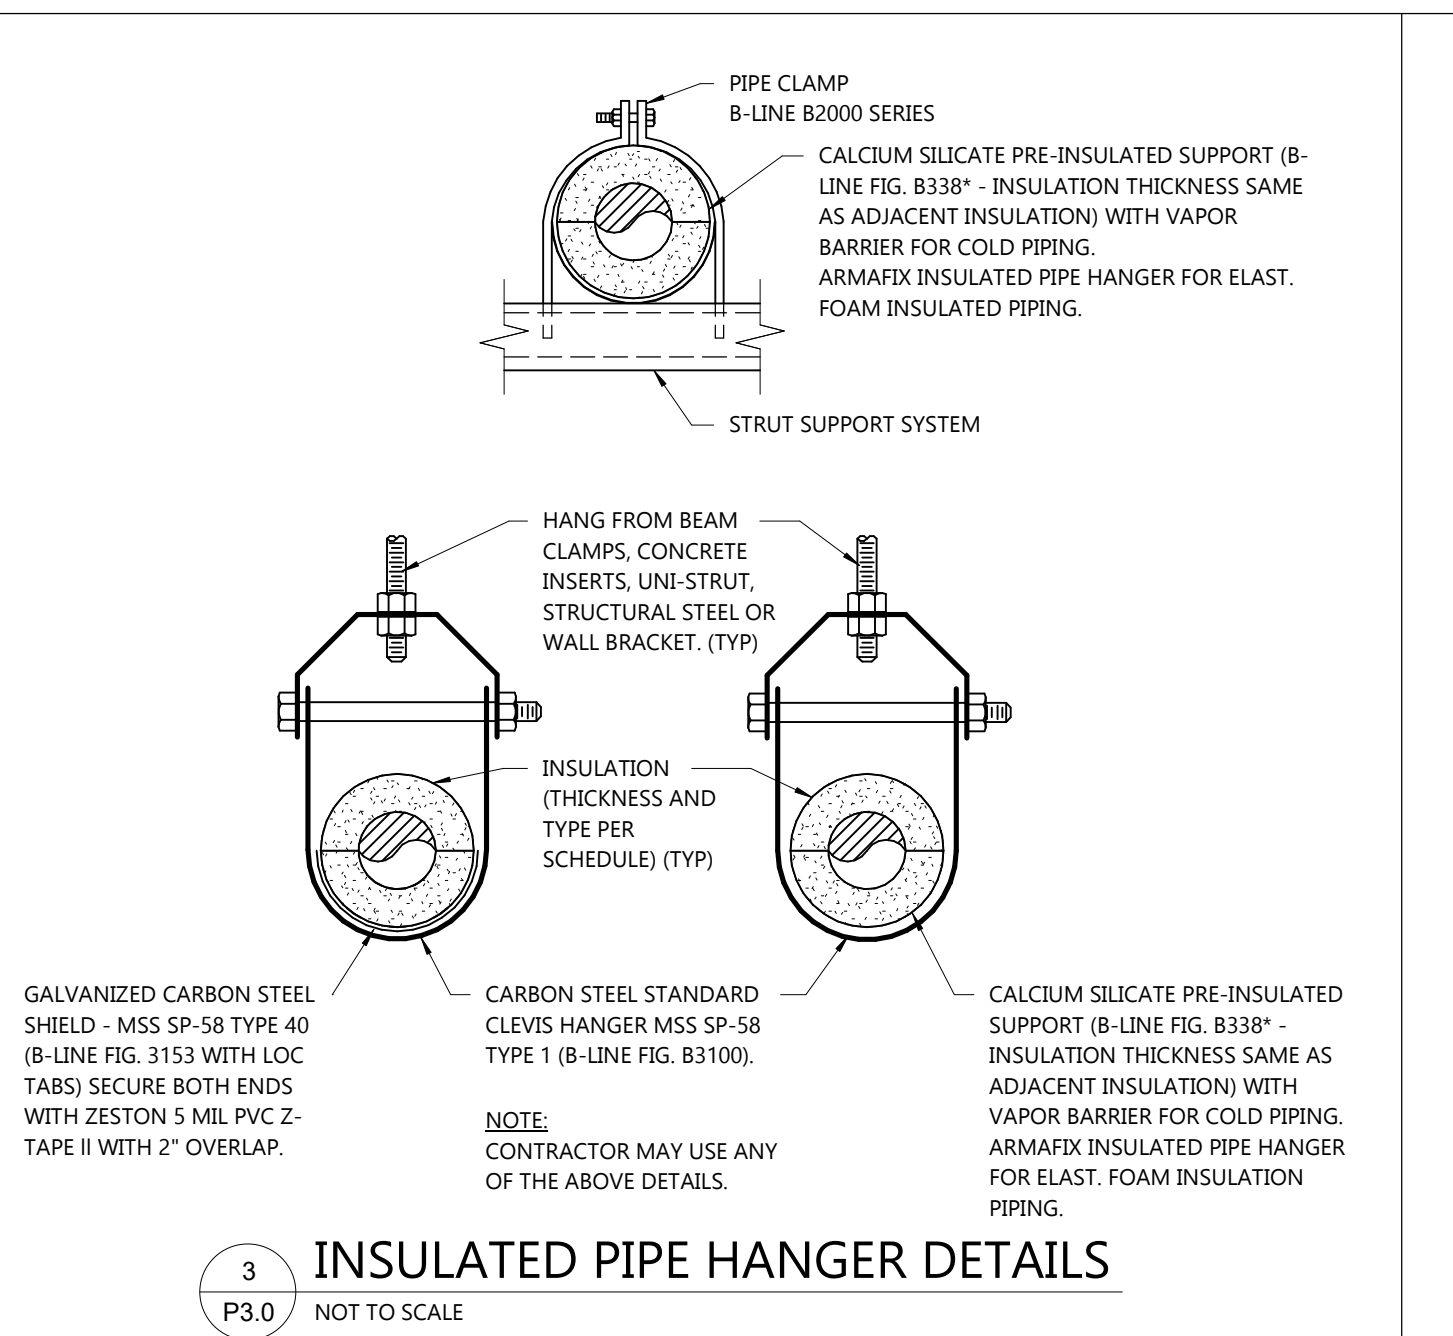 PIPE CLAMP
B-LINE B2000 SERIES
CALCIUM SILICATE PRE-INSULATED SUPPORT (B-
LINE FIG. B338* - INSULATION THICKNESS SAME
AS ADJACENT INSULATION) WITH VAPOR
BARRIER FOR COLD PIPING.
ARMAFIX INSULATED PIPE HANGER FOR ELAST.
FOAM INSULATED PIPING.
STRUT SUPPORT SYSTEM
HANG FROM BEAM
CLAMPS, CONCRETE
INSERTS, UNI-STRUT,
STRUCTURAL STEEL OR
WALL BRACKET. (TYP)
INSULATION
(THICKNESS AND
TYPE PER
SCHEDULE) (TYP)
GALVANIZED CARBON STEEL
SHIELD - MSS SP-58 TYPE 40
(B-LINE FIG. 3153 WITH LOC
TABS) SECURE BOTH ENDS
WITH ZESTON 5 MIL PVC Z-
TAPE ll WITH 2" OVERLAP.
CARBON STEEL STANDARD
CLEVIS HANGER MSS SP-58
TYPE 1 (B-LINE FIG. B3100).
NOTE:
CONTRACTOR MAY USE ANY
OF THE ABOVE DETAILS.
CALCIUM SILICATE PRE-INSULATED
SUPPORT (B-LINE FIG. B338* -
INSULATION THICKNESS SAME AS
ADJACENT INSULATION) WITH
VAPOR BARRIER FOR COLD PIPING.
ARMAFIX INSULATED PIPE HANGER
FOR ELAST. FOAM INSULATION
PIPING.
3
P3.0
INSULATED PIPE HANGER DETAILS
NOT TO SCALE